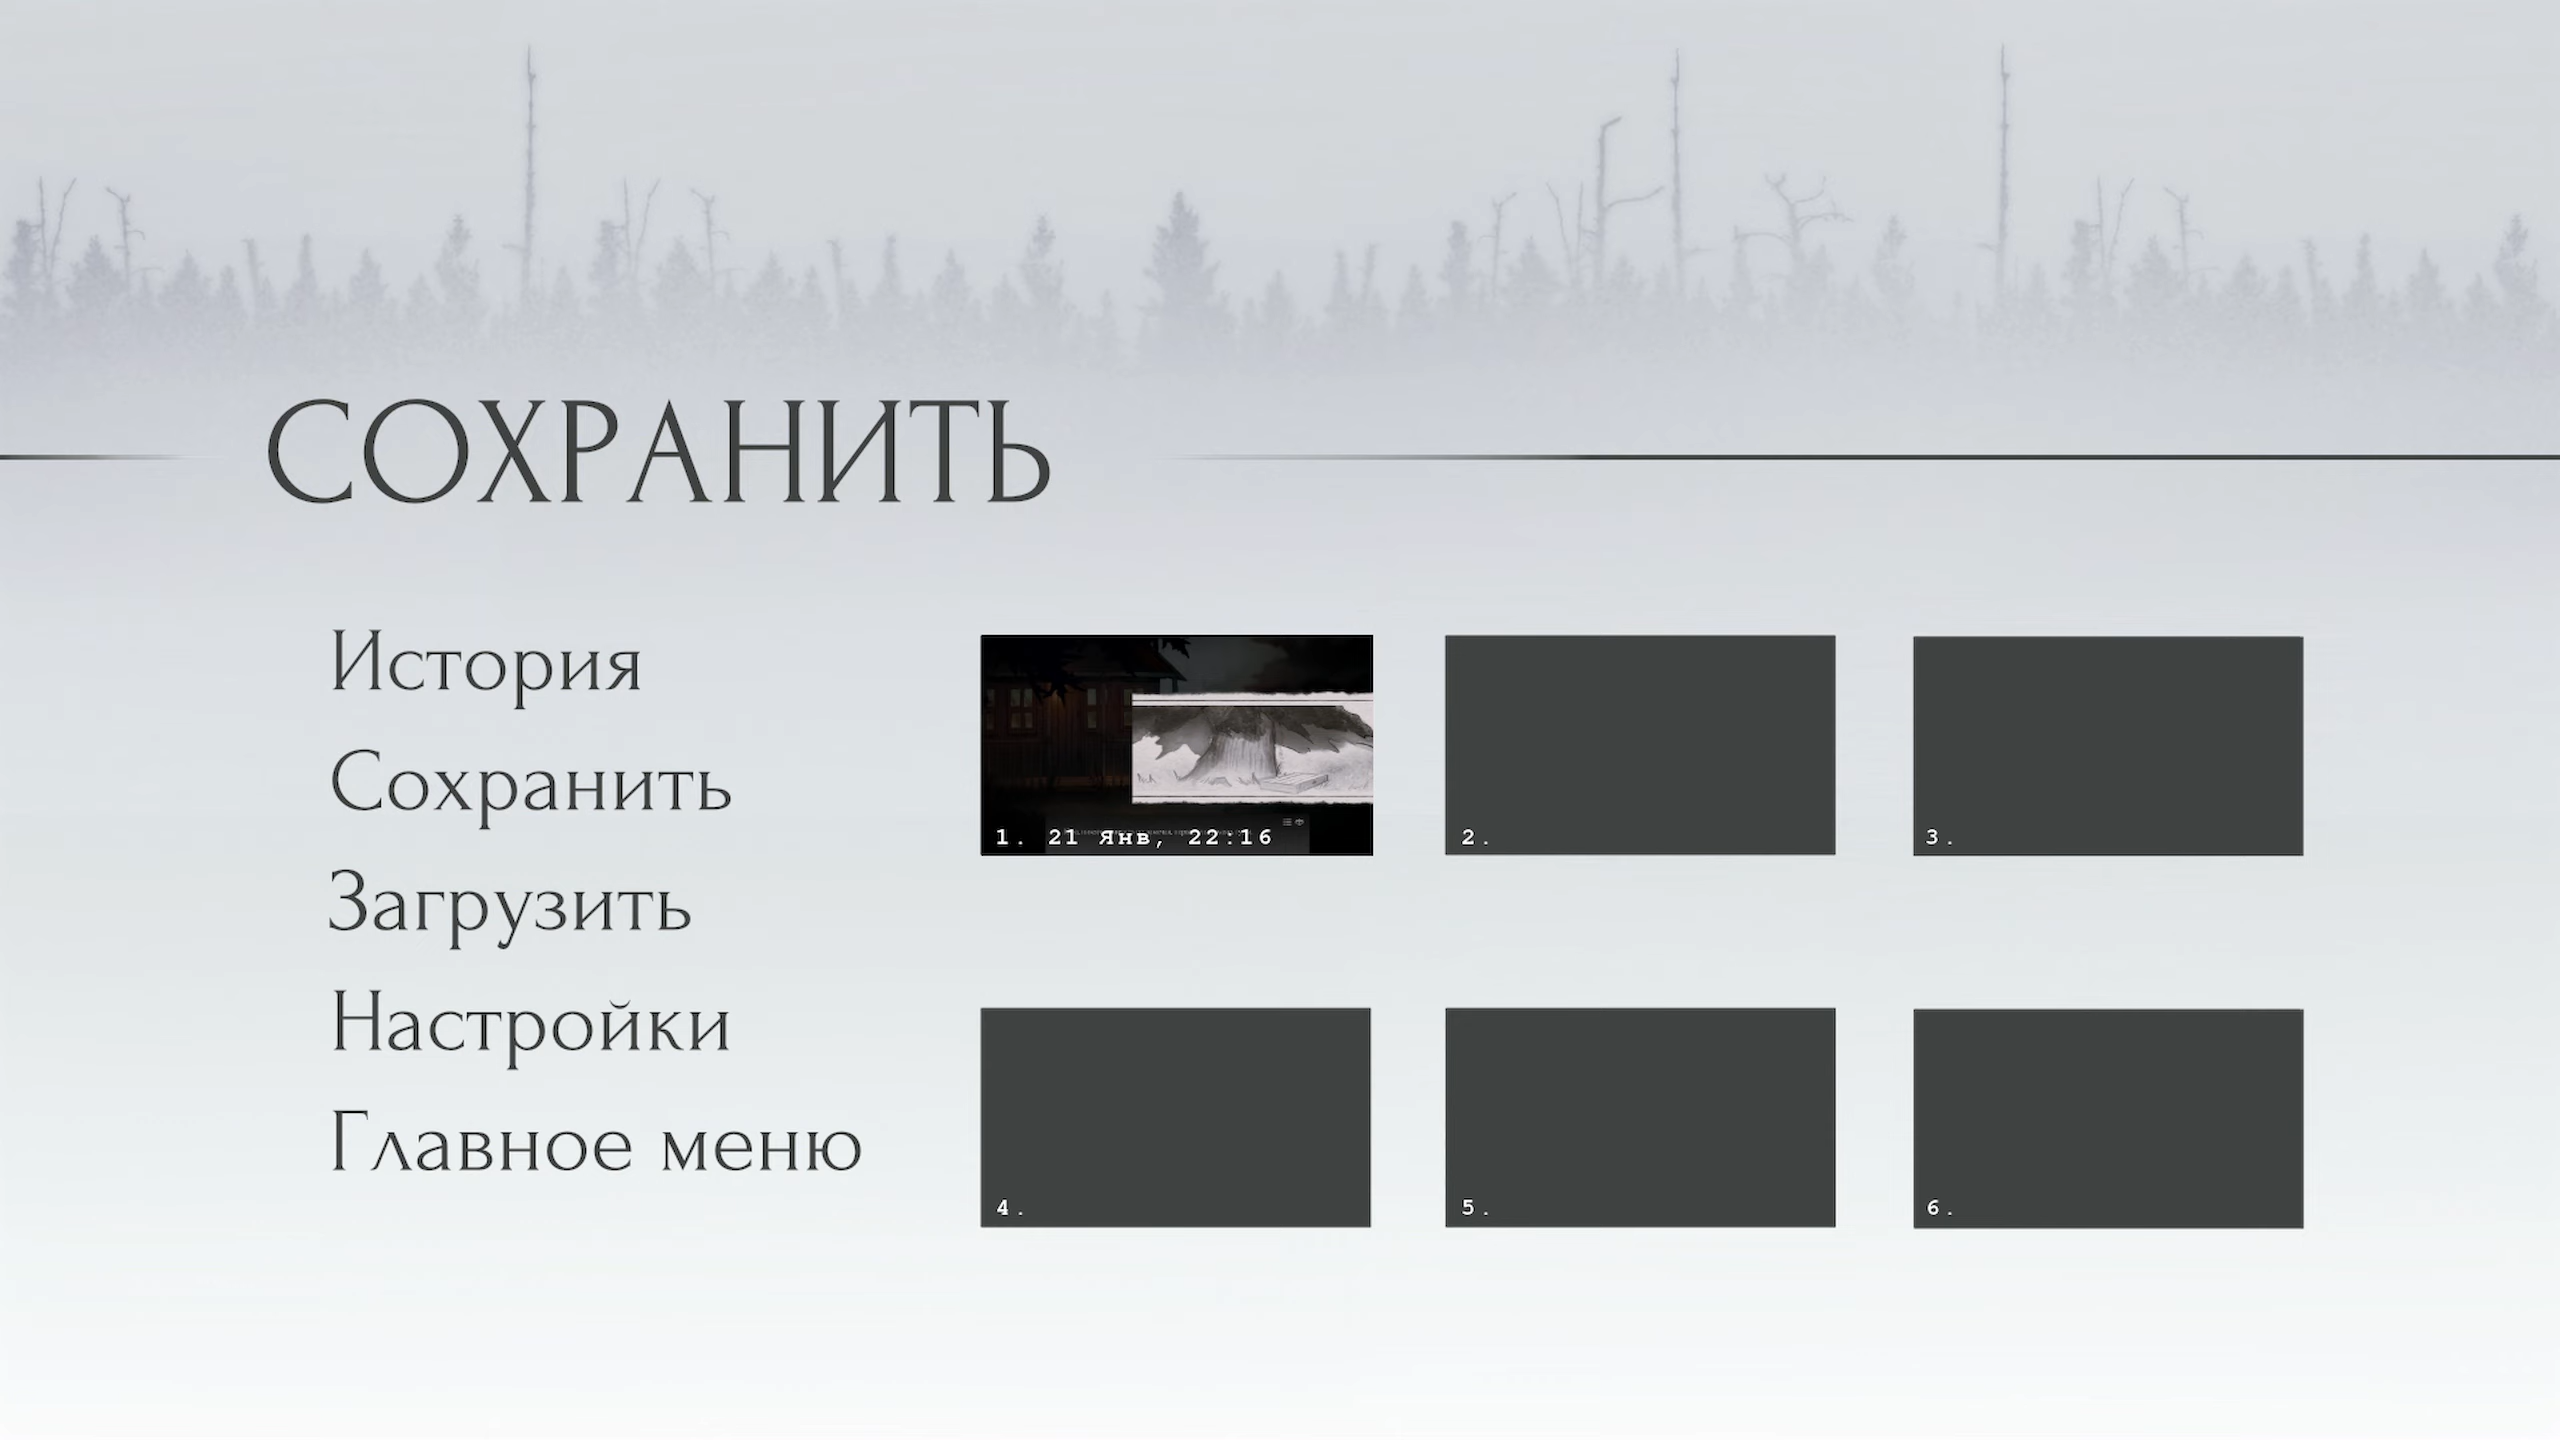 СОХРАНИТЬ
История
Сохранить
Загрузить
Настройки
Главное меню
1. 21 Янв, 22:16
2.
3.
4.
5.
6.